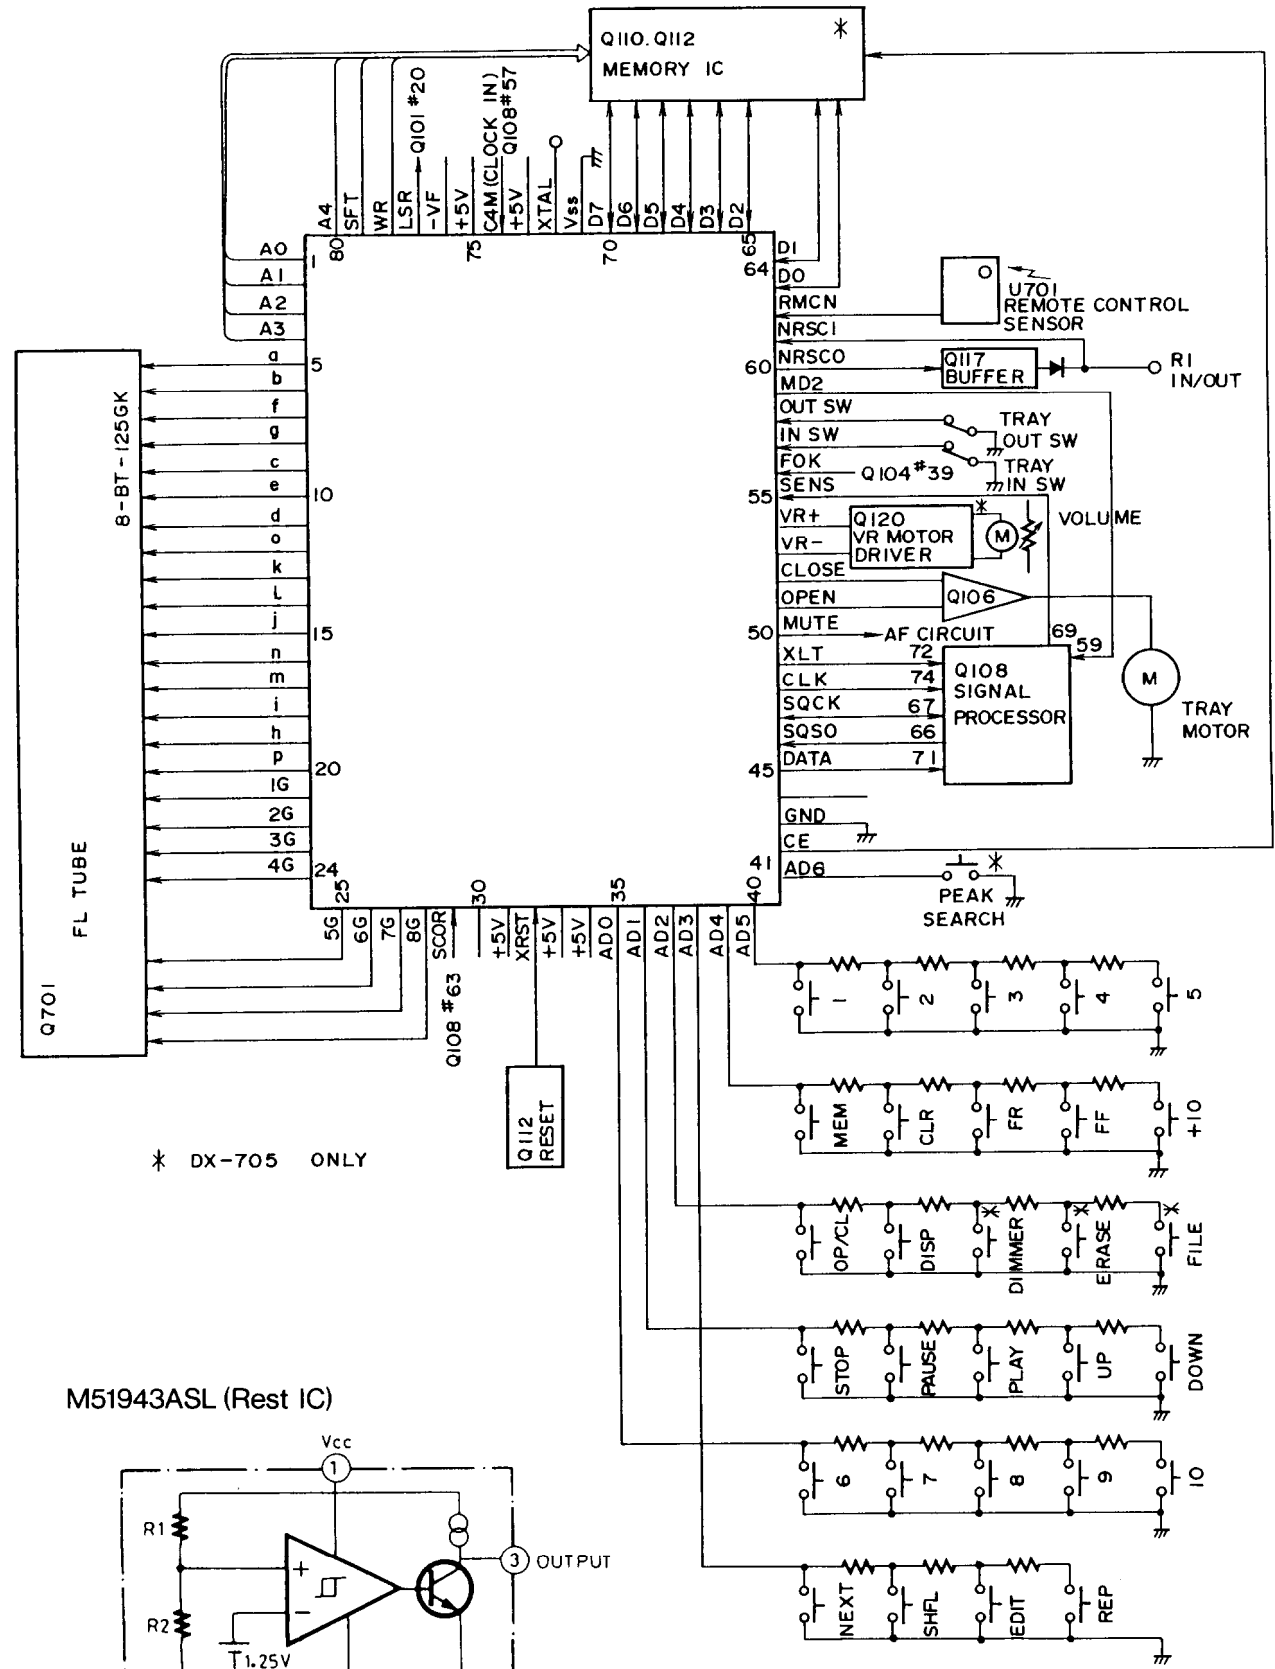 Q110. Q112
MEMORY IC
*
Q101 #20
C4M (CLOCK IN)
Q108 #57
A4
SFT
WR
LSR
-VF
+5V
+5V
XTAL
Vss
D7
D6
D5
D4
D3
D2
80
75
70
65
A0
1
A1
A2
A3
64
D1
D0
RMCN
NRSCI
60
NRSCO
MD2
OUT SW
IN SW
FOK
55
SENS
VR+
VR-
CLOSE
OPEN
50
MUTE
XLT
CLK
SQCK
SQSO
45
DATA
GND
CE
41
AD6
U701
REMOTE CONTROL
SENSOR
Q117
BUFFER
R1
IN/OUT
TRAY
OUT SW
TRAY
IN SW
Q104 #39
Q120
VR MOTOR
DRIVER
*
M
VOLUME
Q106
AF CIRCUIT
69
59
72
74
67
66
71
Q108
SIGNAL
PROCESSOR
M
TRAY
MOTOR
*
PEAK
SEARCH
8-BT-125GK
FL TUBE
Q701
a
5
b
f
g
c
e
10
d
o
k
L
j
15
n
m
i
h
p
20
1G
2G
3G
4G
24
25
30
35
40
5G
6G
7G
8G
SCOR
+5V
XRST
+5V
+5V
AD0
AD1
AD2
AD3
AD4
AD5
Q108 #63
Q112
RESET
* DX-705 ONLY
1
2
3
4
5
MEM
CLR
FR
FF
+10
OP/CL
DISP
*
DIMMER
*
ERASE
*
FILE
STOP
PAUSE
PLAY
UP
DOWN
6
7
8
9
10
NEXT
SHFL
EDIT
REP
M51943ASL (Rest IC)
Vcc
1
R1
+
-
3 OUTPUT
R2
1.25V